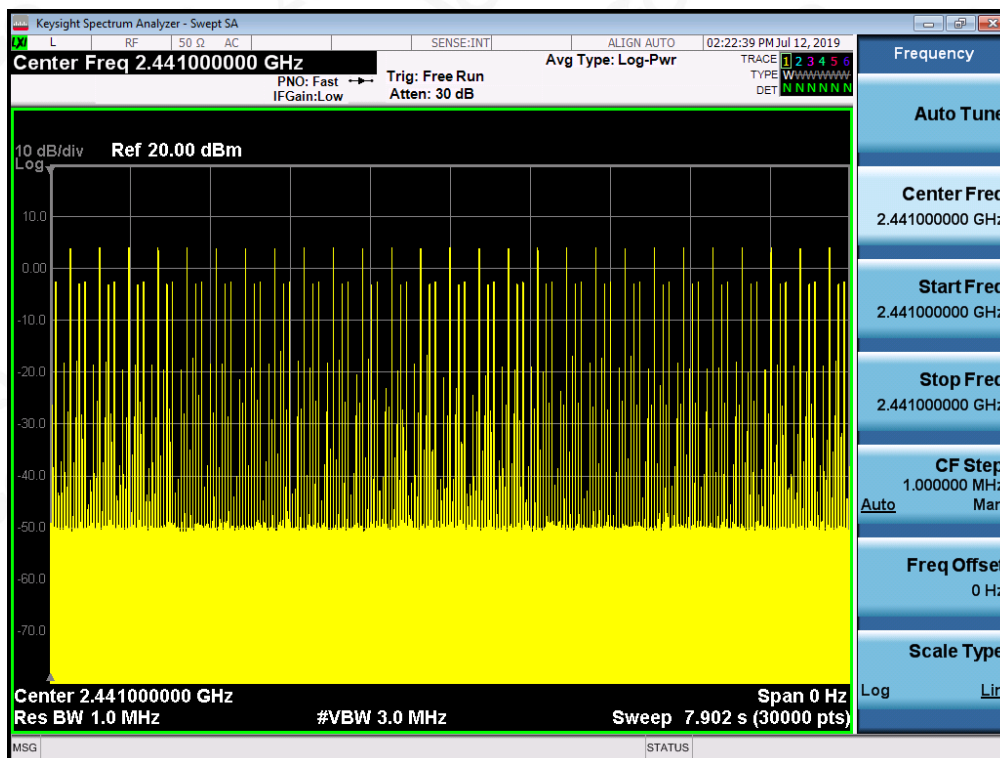 Keysight Spectrum Analyzer - Swept SA
LXI L RF 50 Ω AC SENSE:INT ALIGN AUTO 02:22:39 PM Jul 12, 2019
Center Freq 2.441000000 GHz
PNO: Fast
IFGain:Low
Trig: Free Run
Atten: 30 dB
Avg Type: Log-Pwr
TRACE 1 2 3 4 5 6
TYPE WWWWWW
DET N N N N N N
10 dB/div Ref 20.00 dBm
Log
10.0
0.00
-10.0
-20.0
-30.0
-40.0
-50.0
-60.0
-70.0
Center 2.441000000 GHz Span 0 Hz
Res BW 1.0 MHz #VBW 3.0 MHz Sweep 7.902 s (30000 pts)
MSG STATUS
Frequency
Auto Tune
Center Freq
2.441000000 GHz
Start Freq
2.441000000 GHz
Stop Freq
2.441000000 GHz
CF Step
1.000000 MHz
Auto Man
Freq Offset
0 Hz
Scale Type
Log Lin